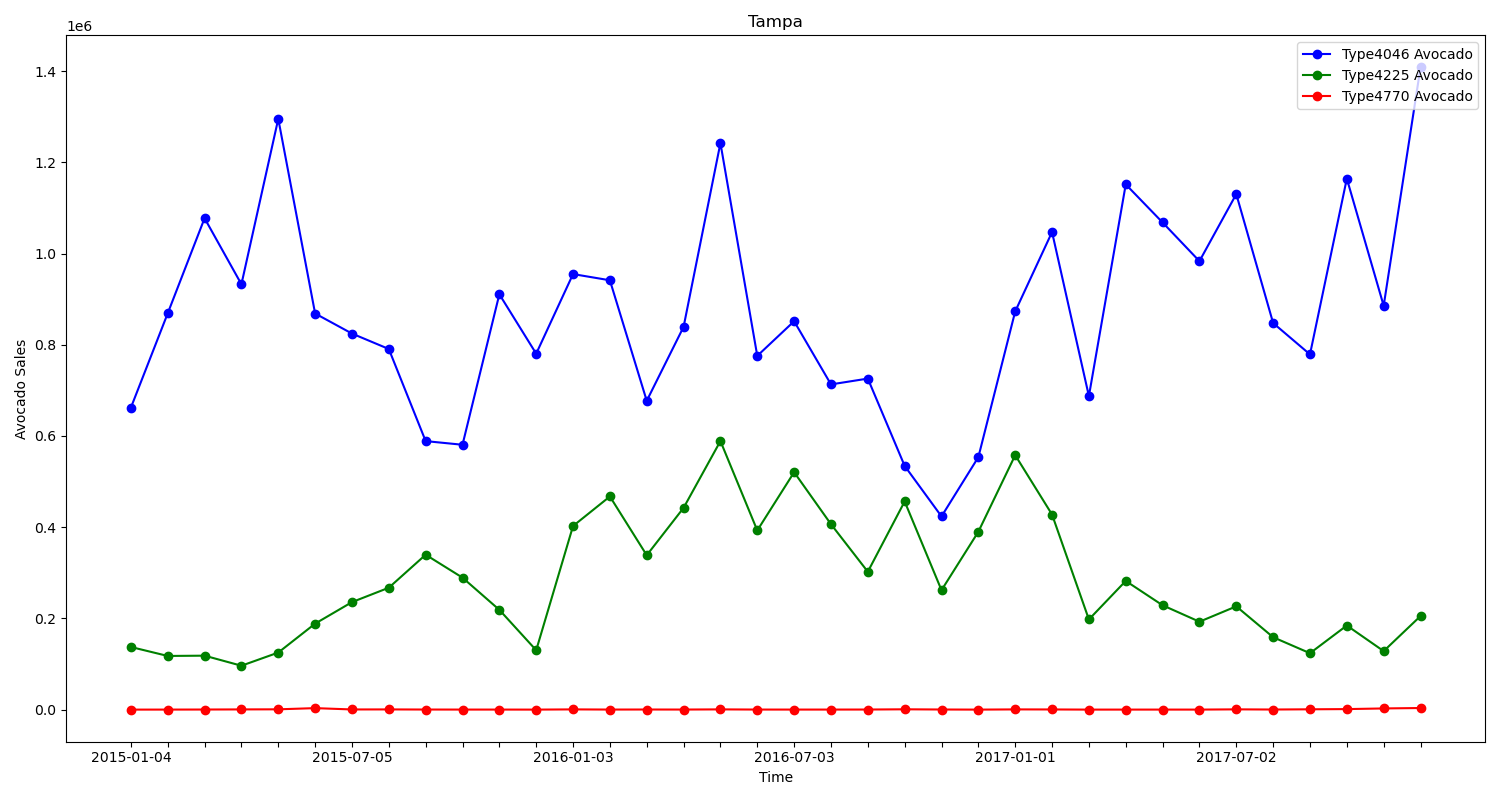 Tampa
1e6
Type4046 Avocado
Type4225 Avocado
Type4770 Avocado
1.4
1.2
1.0
0.8
0.6
0.4
0.2
0.0
Avocado Sales
2015-01-04 2015-07-05 2016-01-03 2016-07-03 2017-01-01 2017-07-02
Time